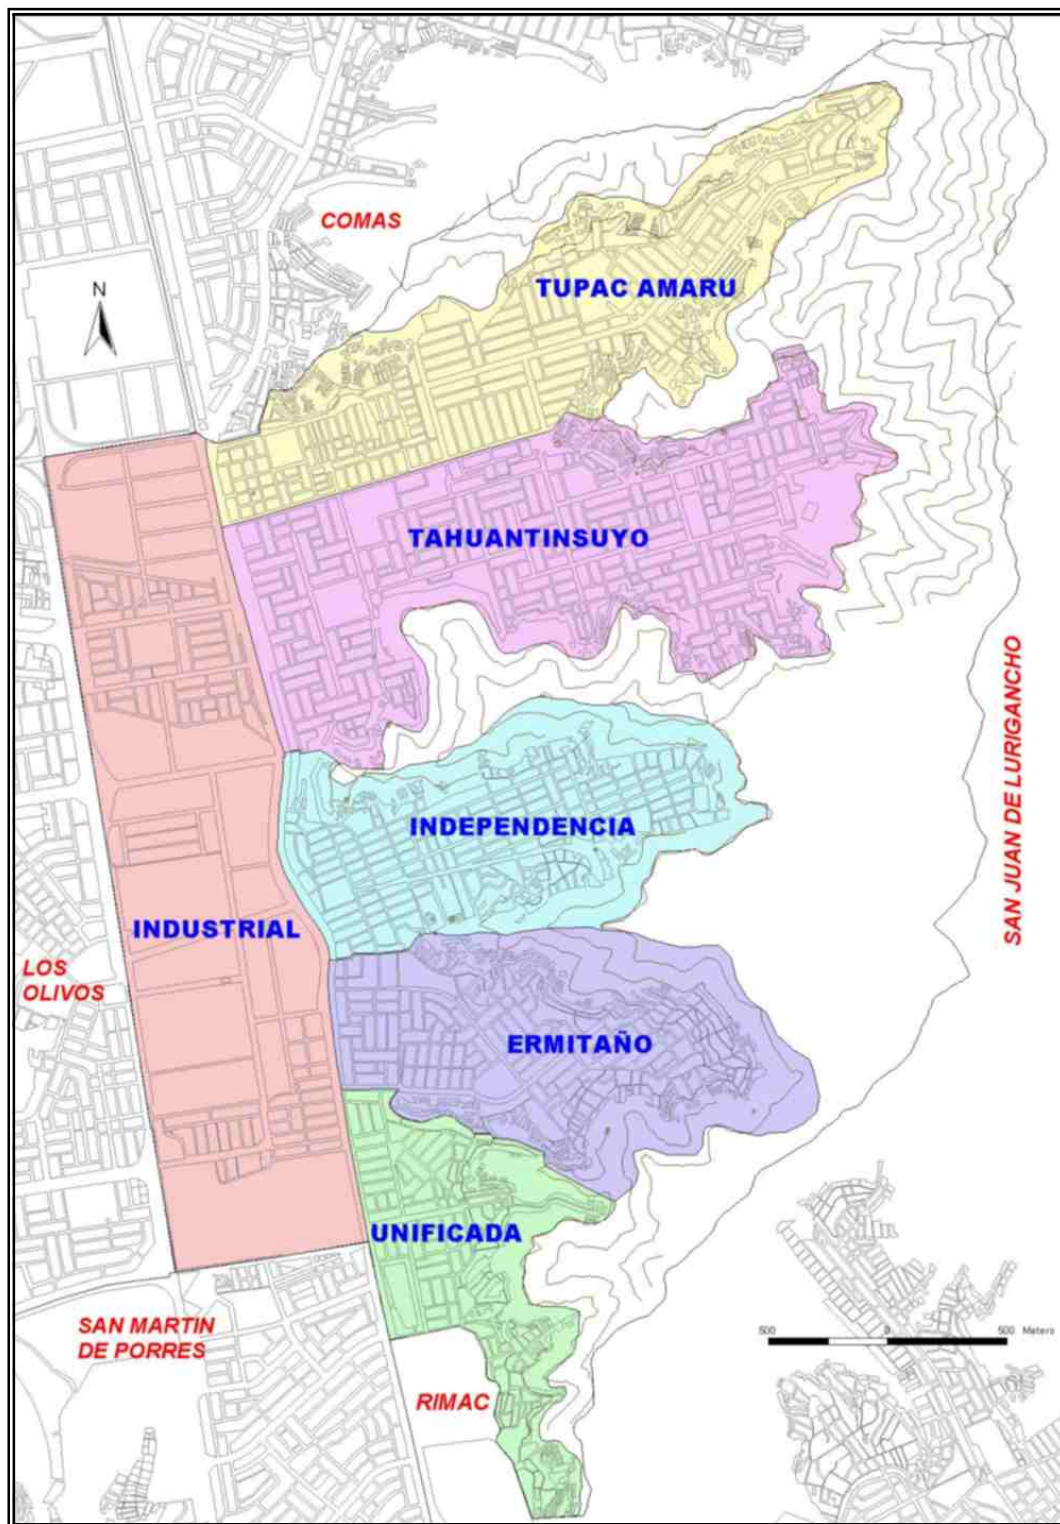 COMAS
N
TUPAC AMARU
TAHUANTINSUYO
SAN JUAN DE LURIGANCHO
INDEPENDENCIA
INDUSTRIAL
LOS
OLIVOS
ERMITAÑO
UNIFICADA
SAN MARTIN
DE PORRES
RIMAC
500 0 500 Meters